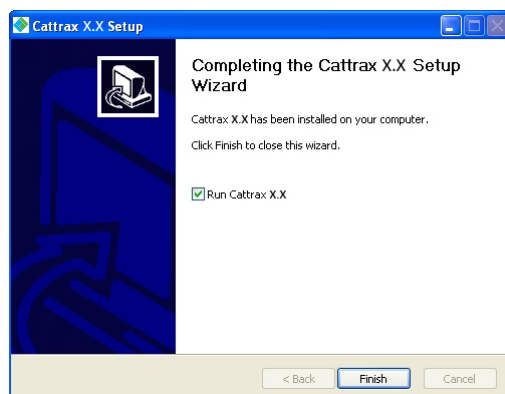 Cattrax X.X Setup
Completing the Cattrax X.X Setup
Wizard
Cattrax X.X has been installed on your computer.
Click Finish to close this wizard.
Run Cattrax X.X
< Back
Finish
Cancel